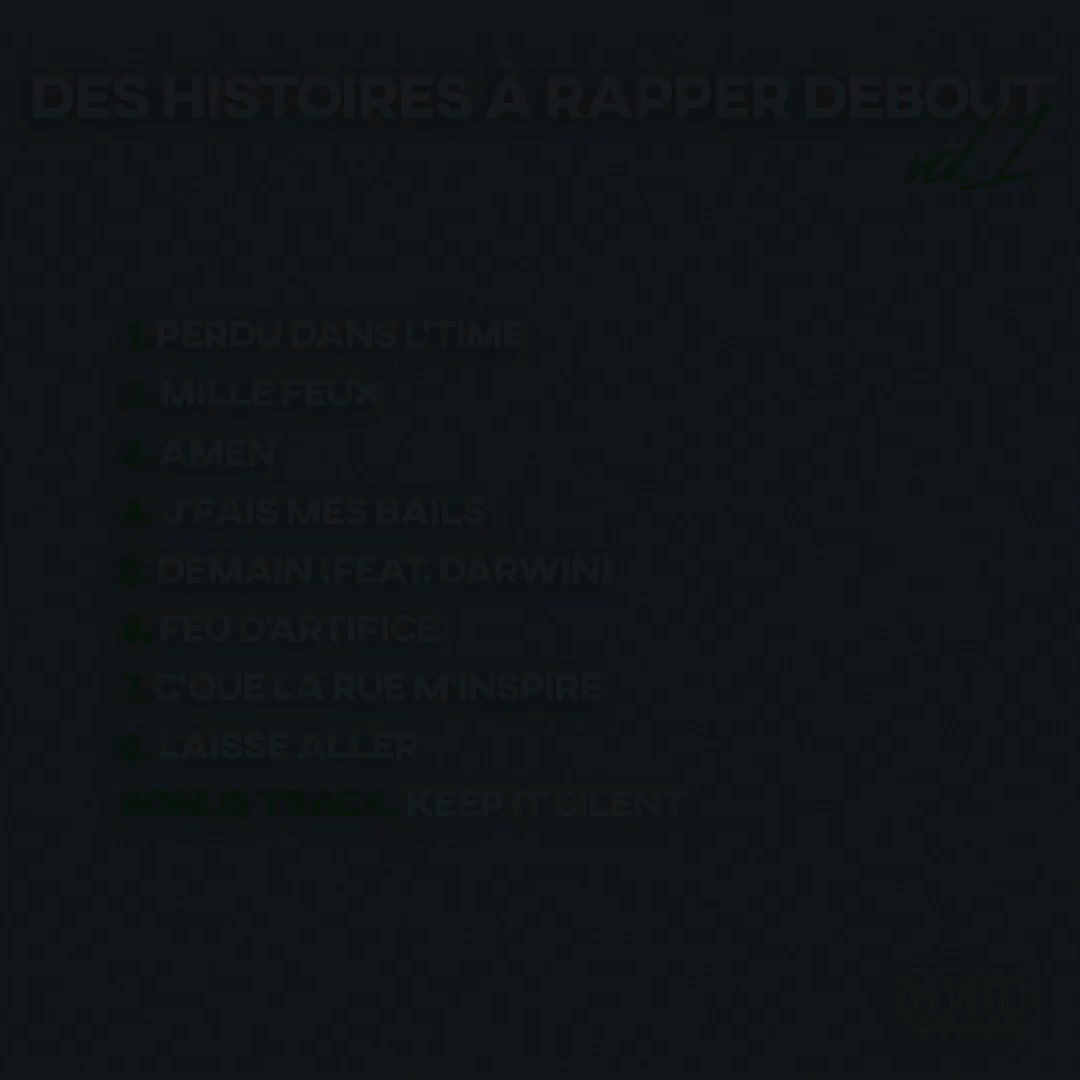 DES HISTOIRES À RAPPER DEBOUT
vol.1
1. PERDU DANS L'TIME
2. MILLE FEUX
3. AMEN
4. J'FAIS MES BAILS
5. DEMAIN (FEAT. DARWIN)
6. FEU D'ARTIFICE
7. C'QUE LA RUE M'INSPIRE
8. LAISSE ALLER
BONUS TRACK. KEEP IT SILENT